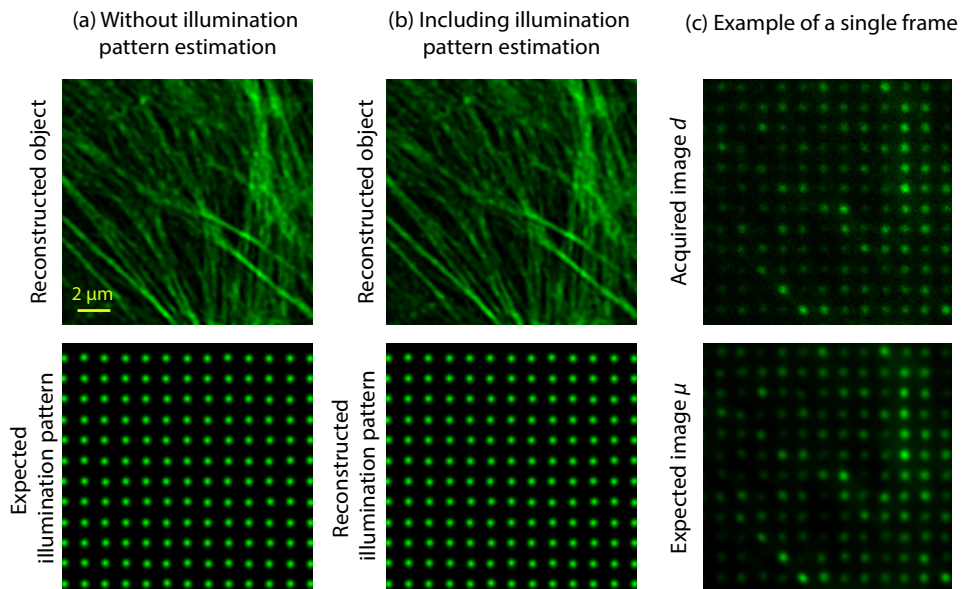 (a) Without illumination
pattern estimation
(b) Including illumination
pattern estimation
(c) Example of a single frame
Reconstructed object
2 µm
Reconstructed object
Acquired image d
Expected
illumination pattern
Reconstructed
illumination pattern
Expected image µ